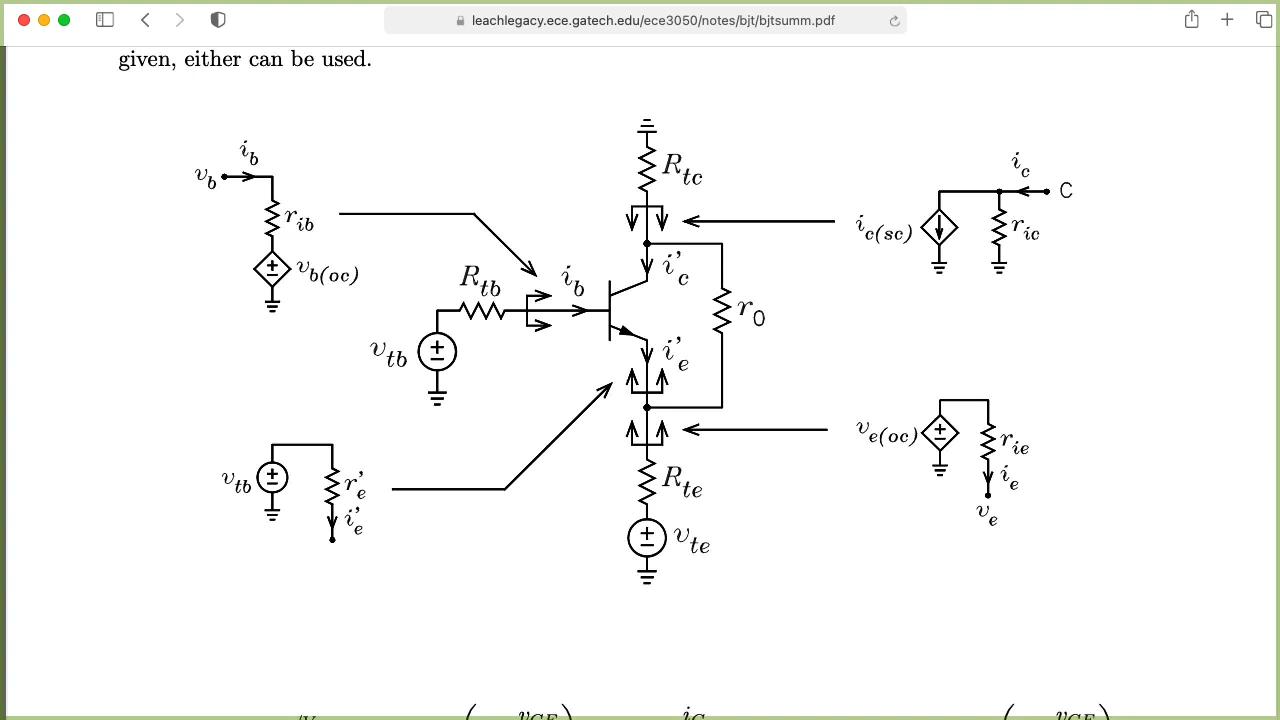 leachlegacy.ece.gatech.edu/ece3050/notes/bjt/bjtsumm.pdf
given, either can be used.
i_b
v_b
r_ib
v_b(oc)
R_tc
i_c
C
i_c(sc)
r_ic
i'_c
R_tb
i_b
r_0
v_tb
i'_e
v_e(oc)
r_ie
i_e
v_e
v_tb
r'_e
i'_e
R_te
v_te